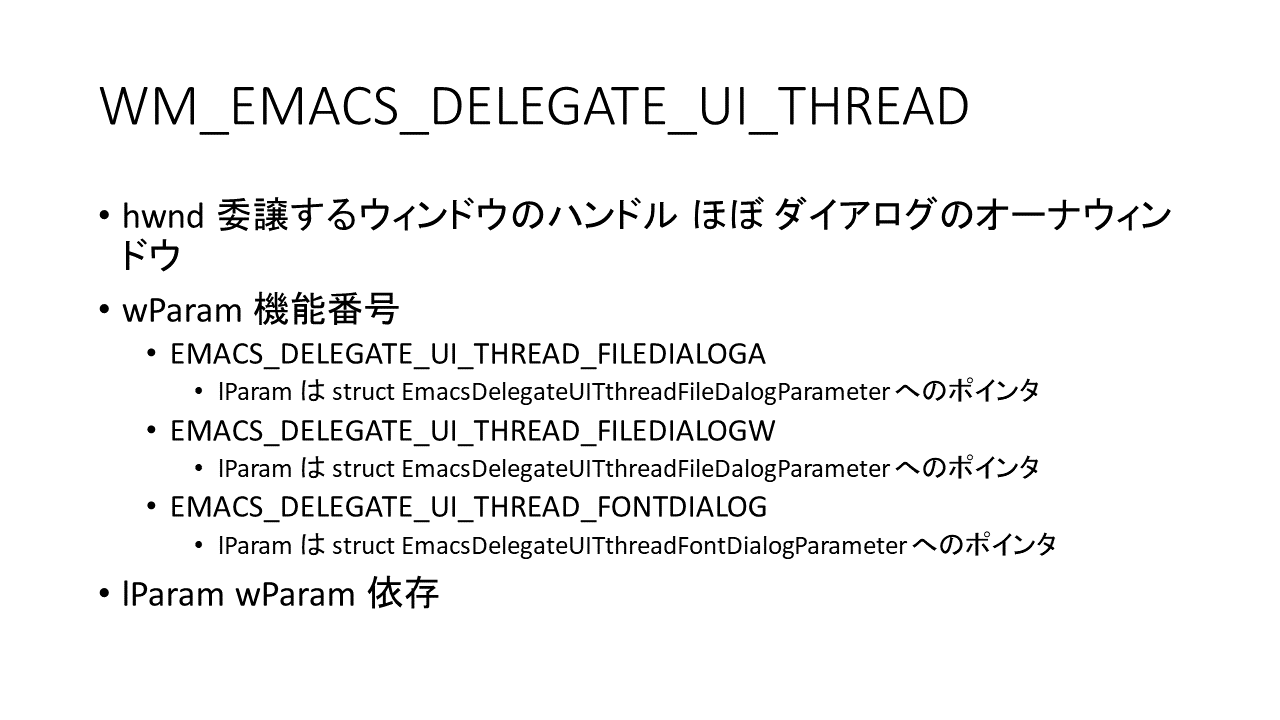 WM_EMACS_DELEGATE_UI_THREAD
• hwnd 委譲するウィンドウのハンドル ほぼ ダイアログのオーナウィン
ドウ
• wParam 機能番号
• EMACS_DELEGATE_UI_THREAD_FILEDIALOGA
• lParam は struct EmacsDelegateUITthreadFileDalogParameter へのポインタ
• EMACS_DELEGATE_UI_THREAD_FILEDIALOGW
• lParam は struct EmacsDelegateUITthreadFileDalogParameter へのポインタ
• EMACS_DELEGATE_UI_THREAD_FONTDIALOG
• lParam は struct EmacsDelegateUITthreadFontDialogParameter へのポインタ
• lParam wParam 依存